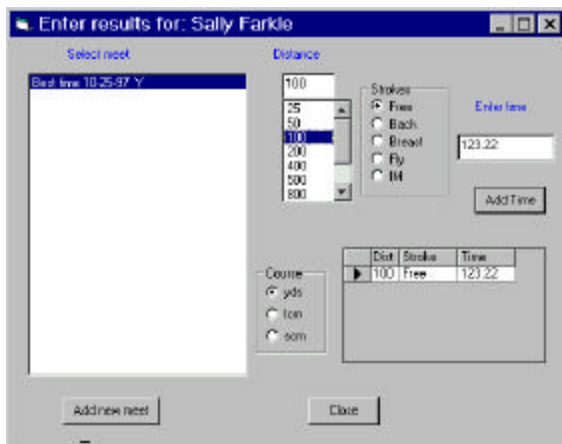 Enter results for: Sally Farkle
Select meet
Distance
Best time 10-25-97 Y
100
25
50
100
200
400
500
800
Strokes
Free
Back
Breast
Fly
IM
Enter time
123.22
Add Time
Course
yds
lcm
scm
Dist Stroke Time
100 Free 123.22
Add new meet
Close